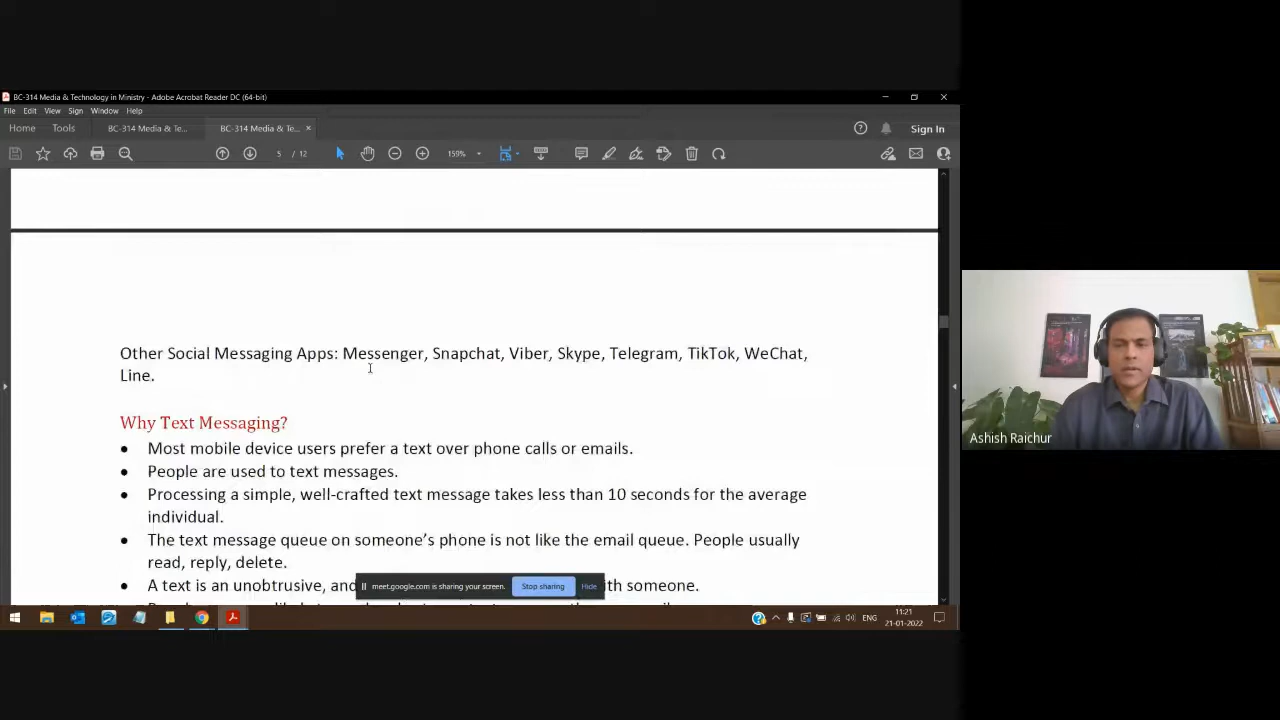 BC-314 Media & Technology in Ministry - Adobe Acrobat Reader DC (64-bit)
File Edit View Sign Window Help
Home Tools BC-314 Media & Te... BC-314 Media & Te... × Sign In
5 / 12 159%
Other Social Messaging Apps: Messenger, Snapchat, Viber, Skype, Telegram, TikTok, WeChat,
Line.
Why Text Messaging?
• Most mobile device users prefer a text over phone calls or emails.
• People are used to text messages.
• Processing a simple, well-crafted text message takes less than 10 seconds for the average
individual.
• The text message queue on someone's phone is not like the email queue. People usually
read, reply, delete.
• A text is an unobtrusive, and ith someone.
meet.google.com is sharing your screen. Stop sharing Hide
ENG 11:21
21-01-2022
Ashish Raichur